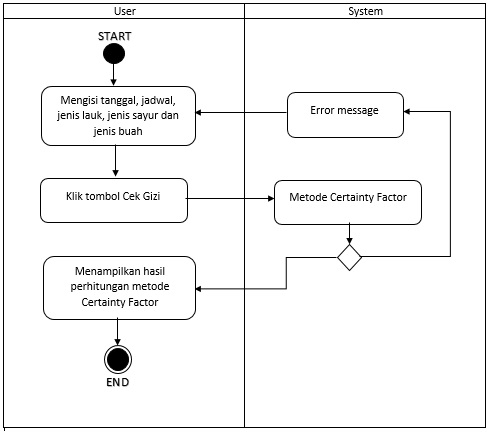 User
System
START
Mengisi tanggal, jadwal,
jenis lauk, jenis sayur dan
jenis buah
Error message
Klik tombol Cek Gizi
Metode Certainty Factor
Menampilkan hasil
perhitungan metode
Certainty Factor
END